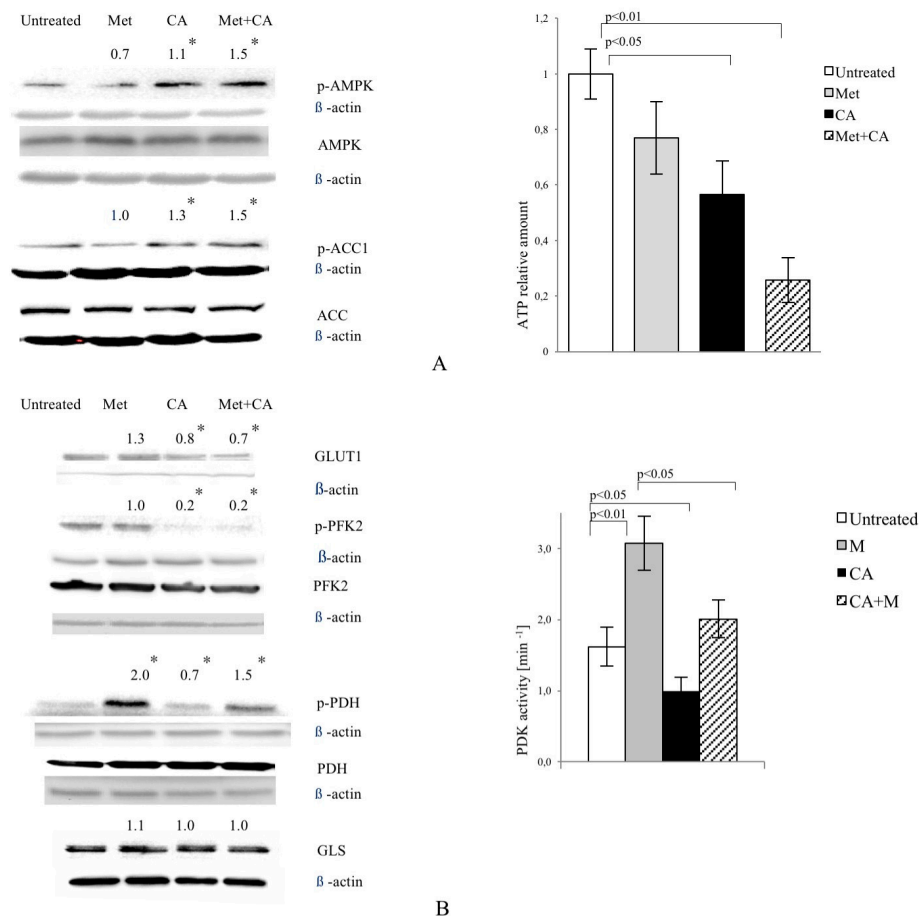 Untreated Met CA Met+CA
0.7 1.1* 1.5*
p-AMPK
ß -actin
AMPK
ß -actin
1.0 1.3* 1.5*
p-ACC1
ß -actin
ACC
ß -actin
1,2
1
0,8
0,6
0,4
0,2
0
ATP relative amount
p<0.01
p<0.05
Untreated
Met
CA
Met+CA
A
Untreated Met CA Met+CA
1.3 0.8* 0.7*
GLUT1
ß-actin
1.0 0.2* 0.2*
p-PFK2
ß-actin
PFK2
ß -actin
2.0* 0.7* 1.5*
p-PDH
ß -actin
PDH
ß -actin
1.1 1.0 1.0
GLS
ß -actin
3,0
2,0
1,0
0,0
PDK activity [min -1]
p<0.05
p<0.05
p<0.01
Untreated
M
CA
CA+M
B